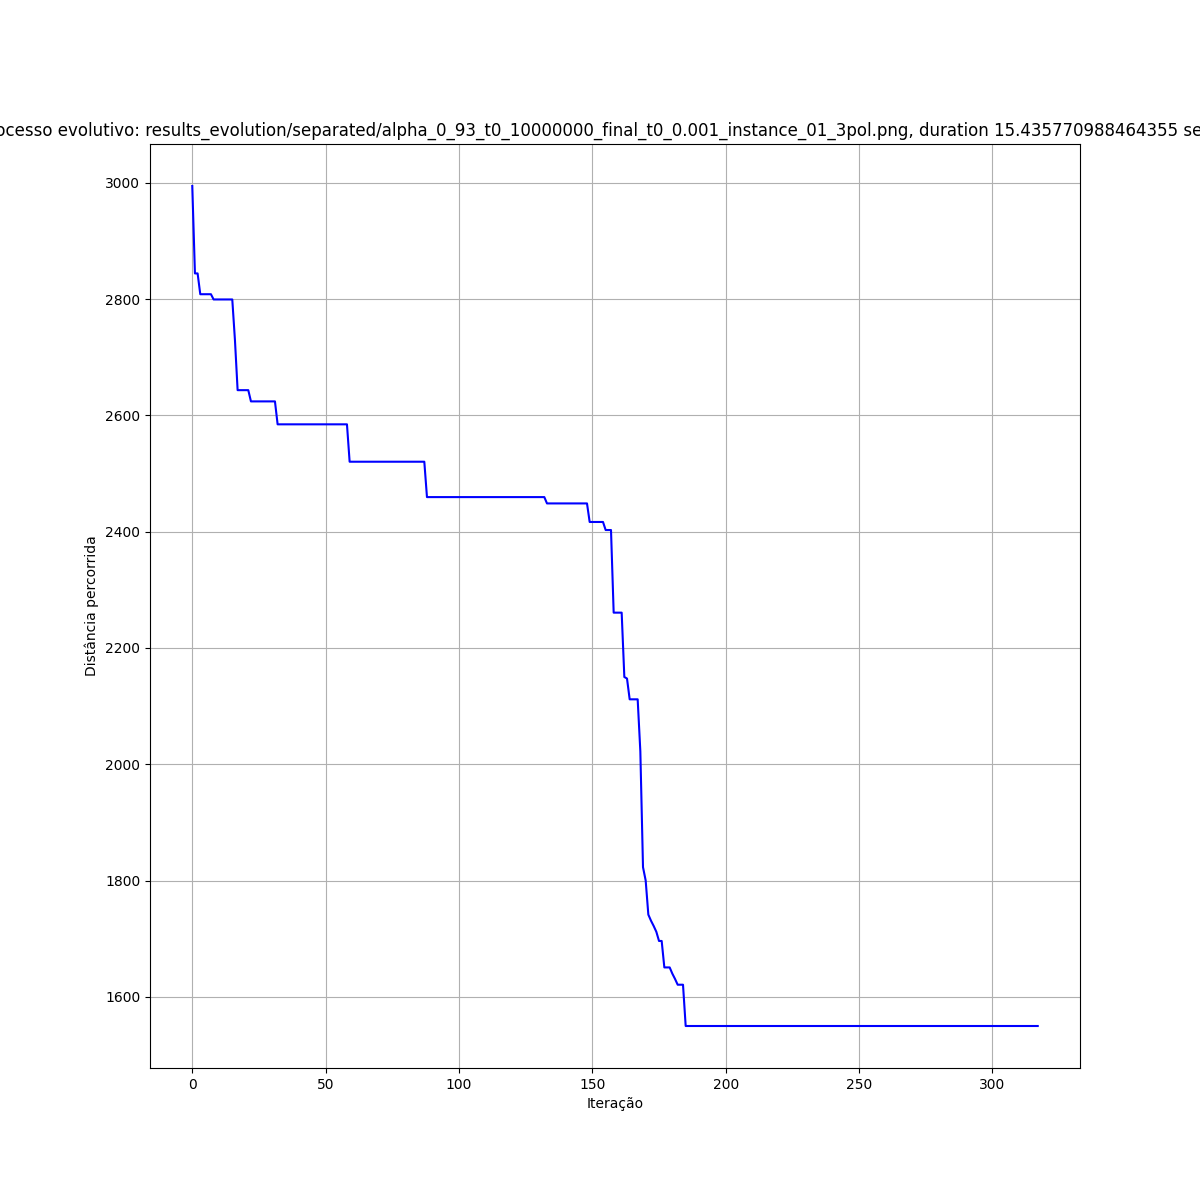 ocesso evolutivo: results_evolution/separated/alpha_0_93_t0_10000000_final_t0_0.001_instance_01_3pol.png, duration 15.435770988464355 se
3000
2800
2600
2400
2200
2000
1800
1600
Distância percorrida
0 50 100 150 200 250 300
Iteração